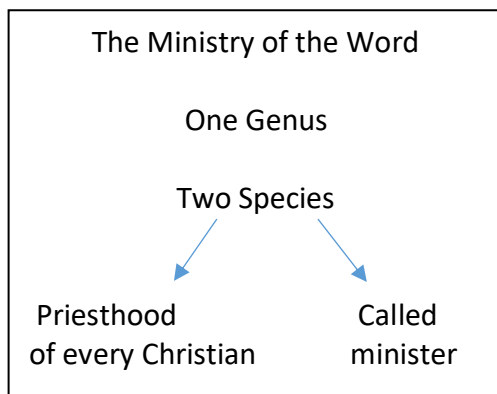 The Ministry of the Word
One Genus
Two Species
Priesthood
of every Christian
Called
minister